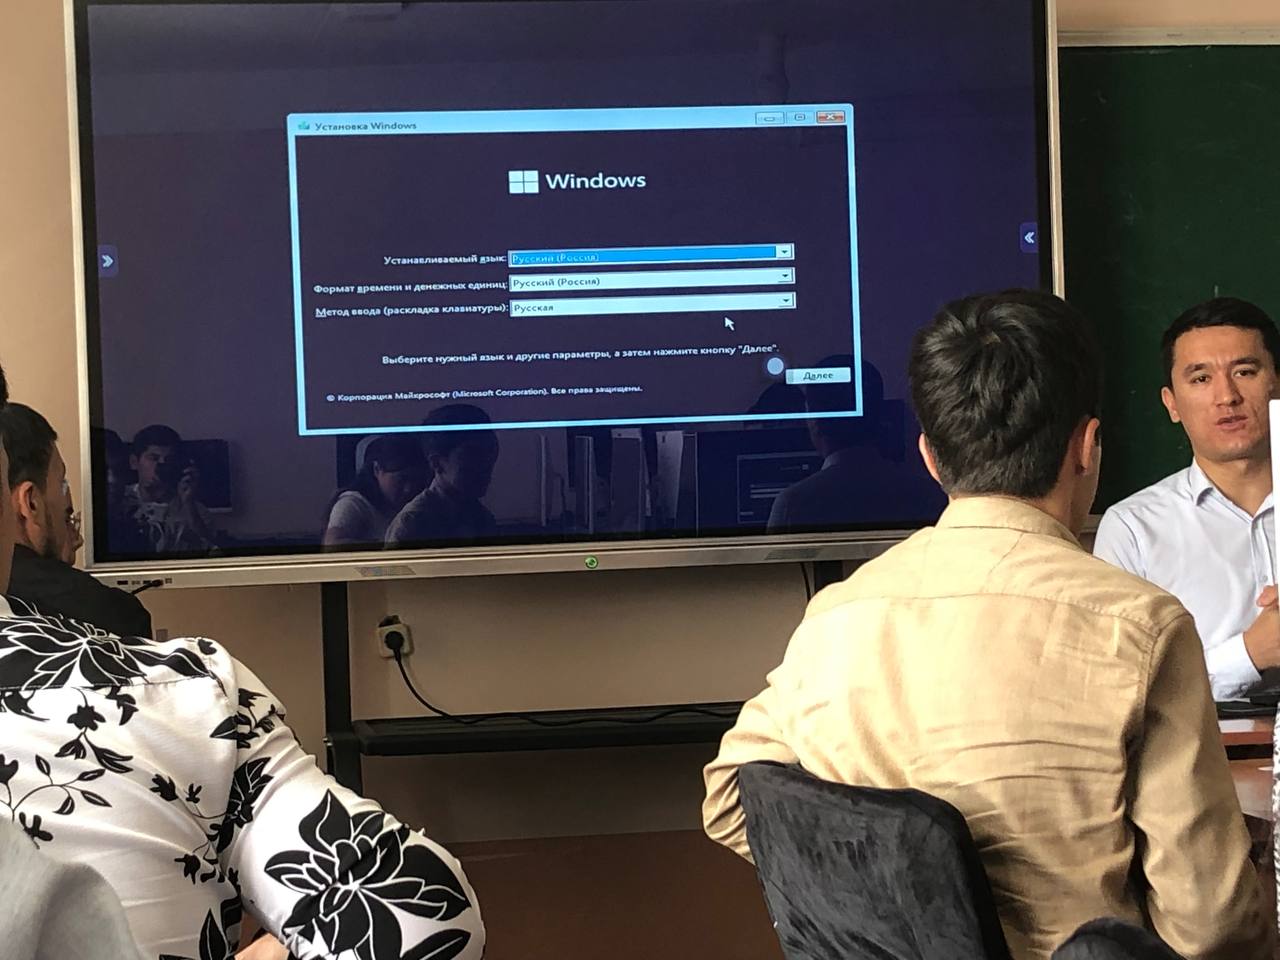 Установка Windows
Windows
Устанавливаемый язык: Русский (Россия)
Формат времени и денежных единиц: Русский (Россия)
Метод ввода (раскладка клавиатуры): Русская
Выберите нужный язык и другие параметры, а затем нажмите кнопку "Далее".
Далее
© Корпорация Майкрософт (Microsoft Corporation). Все права защищены.